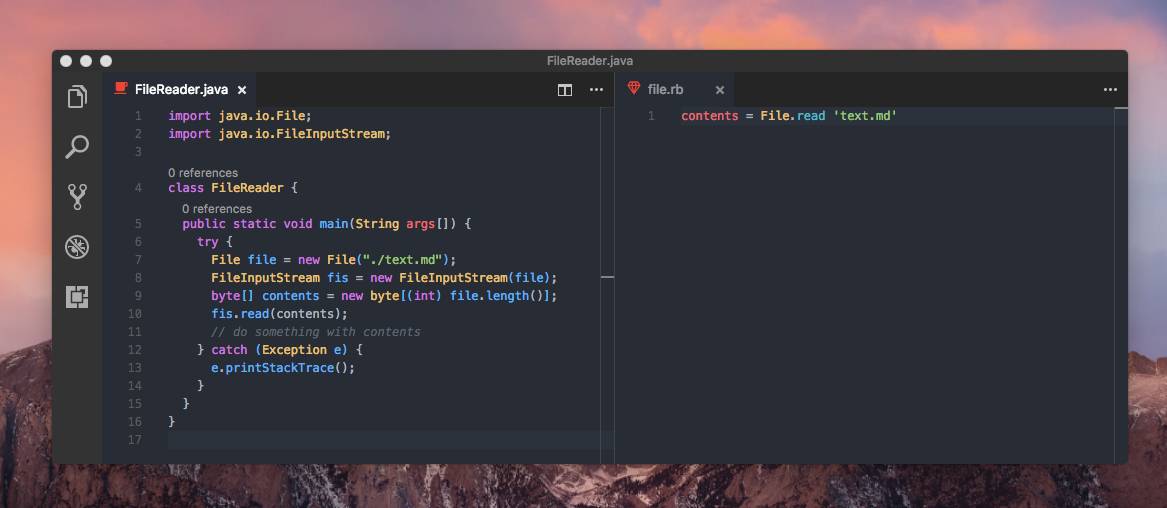 FileReader.java
FileReader.java
1 import java.io.File;
2 import java.io.FileInputStream;
3
0 references
4 class FileReader {
0 references
5 public static void main(String args[]) {
6 try {
7 File file = new File("./text.md");
8 FileInputStream fis = new FileInputStream(file);
9 byte[] contents = new byte[(int) file.length()];
10 fis.read(contents);
11 // do something with contents
12 } catch (Exception e) {
13 e.printStackTrace();
14 }
15 }
16 }
17
file.rb
1 contents = File.read 'text.md'